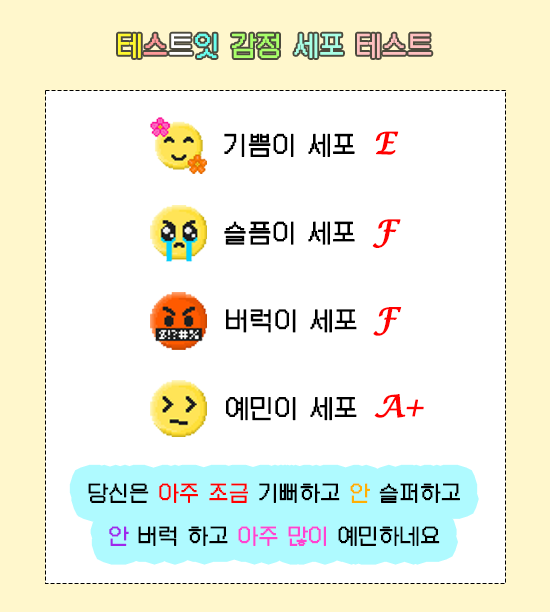 테스트잇 감정 세포 테스트
기쁨이 세포 E
슬픔이 세포 F
버럭이 세포 F
$!?#%
예민이 세포 A+
당신은 아주 조금 기뻐하고 안 슬퍼하고
안 버럭 하고 아주 많이 예민하네요